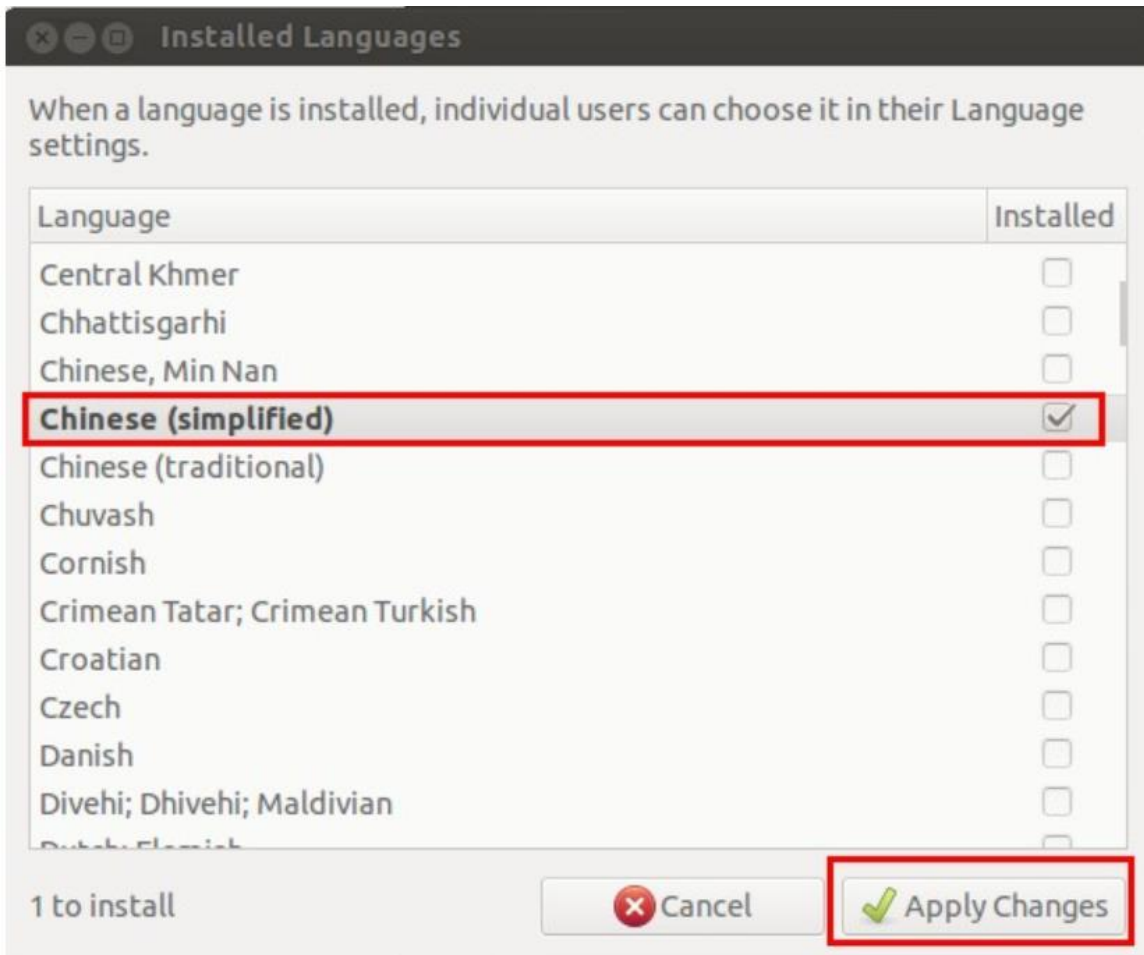 Installed Languages
When a language is installed, individual users can choose it in their Language
settings.
Language Installed
Central Khmer
Chhattisgarhi
Chinese, Min Nan
Chinese (simplified)
Chinese (traditional)
Chuvash
Cornish
Crimean Tatar; Crimean Turkish
Croatian
Czech
Danish
Divehi; Dhivehi; Maldivian
Dutch; Flemish
1 to install Cancel Apply Changes